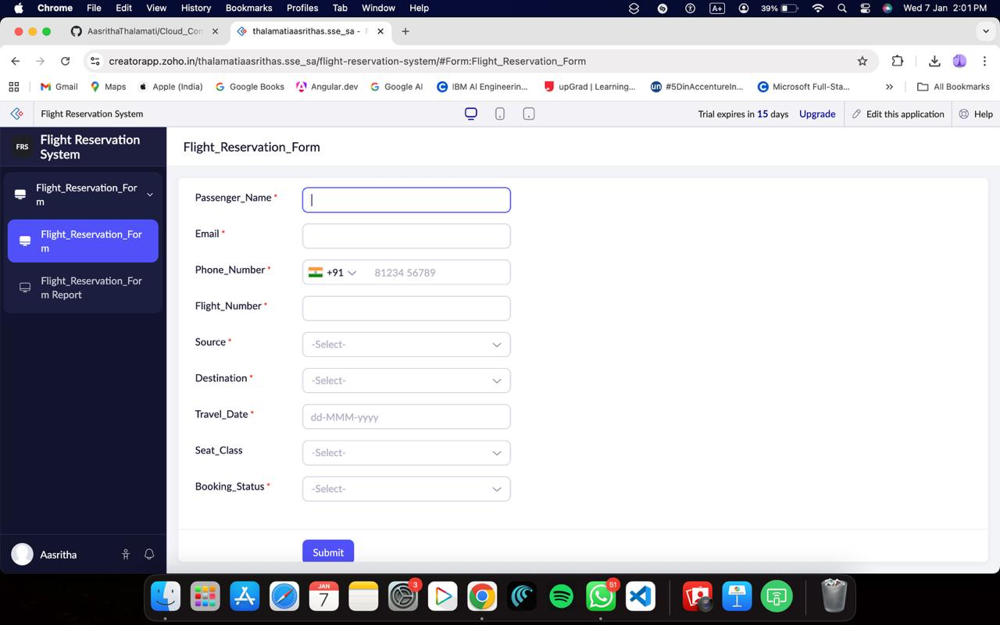 Chrome File Edit View History Bookmarks Profiles Tab Window Help A+ 39% Wed 7 Jan 2:01 PM
AasrithaThalamati/Cloud_Con thalamatiaasrithas.sse_sa -
creatorapp.zoho.in/thalamatiaasrithas.sse_sa/flight-reservation-system/#Form:Flight_Reservation_Form
Gmail Maps Apple (India) Google Books Angular.dev Google AI IBM AI Engineerin... upGrad | Learning... un #5DinAccentureIn... Microsoft Full-Sta... » All Bookmarks
Flight Reservation System Trial expires in 15 days Upgrade Edit this application Help
FRS Flight Reservation
System
Flight_Reservation_Form
Flight_Reservation_For
m
Flight_Reservation_For
m
Flight_Reservation_For
m Report
Passenger_Name *
Email *
Phone_Number * +91 81234 56789
Flight_Number *
Source * -Select-
Destination * -Select-
Travel_Date * dd-MMM-yyyy
Seat_Class -Select-
Booking_Status * -Select-
Submit
Aasritha
JAN
7
3
51